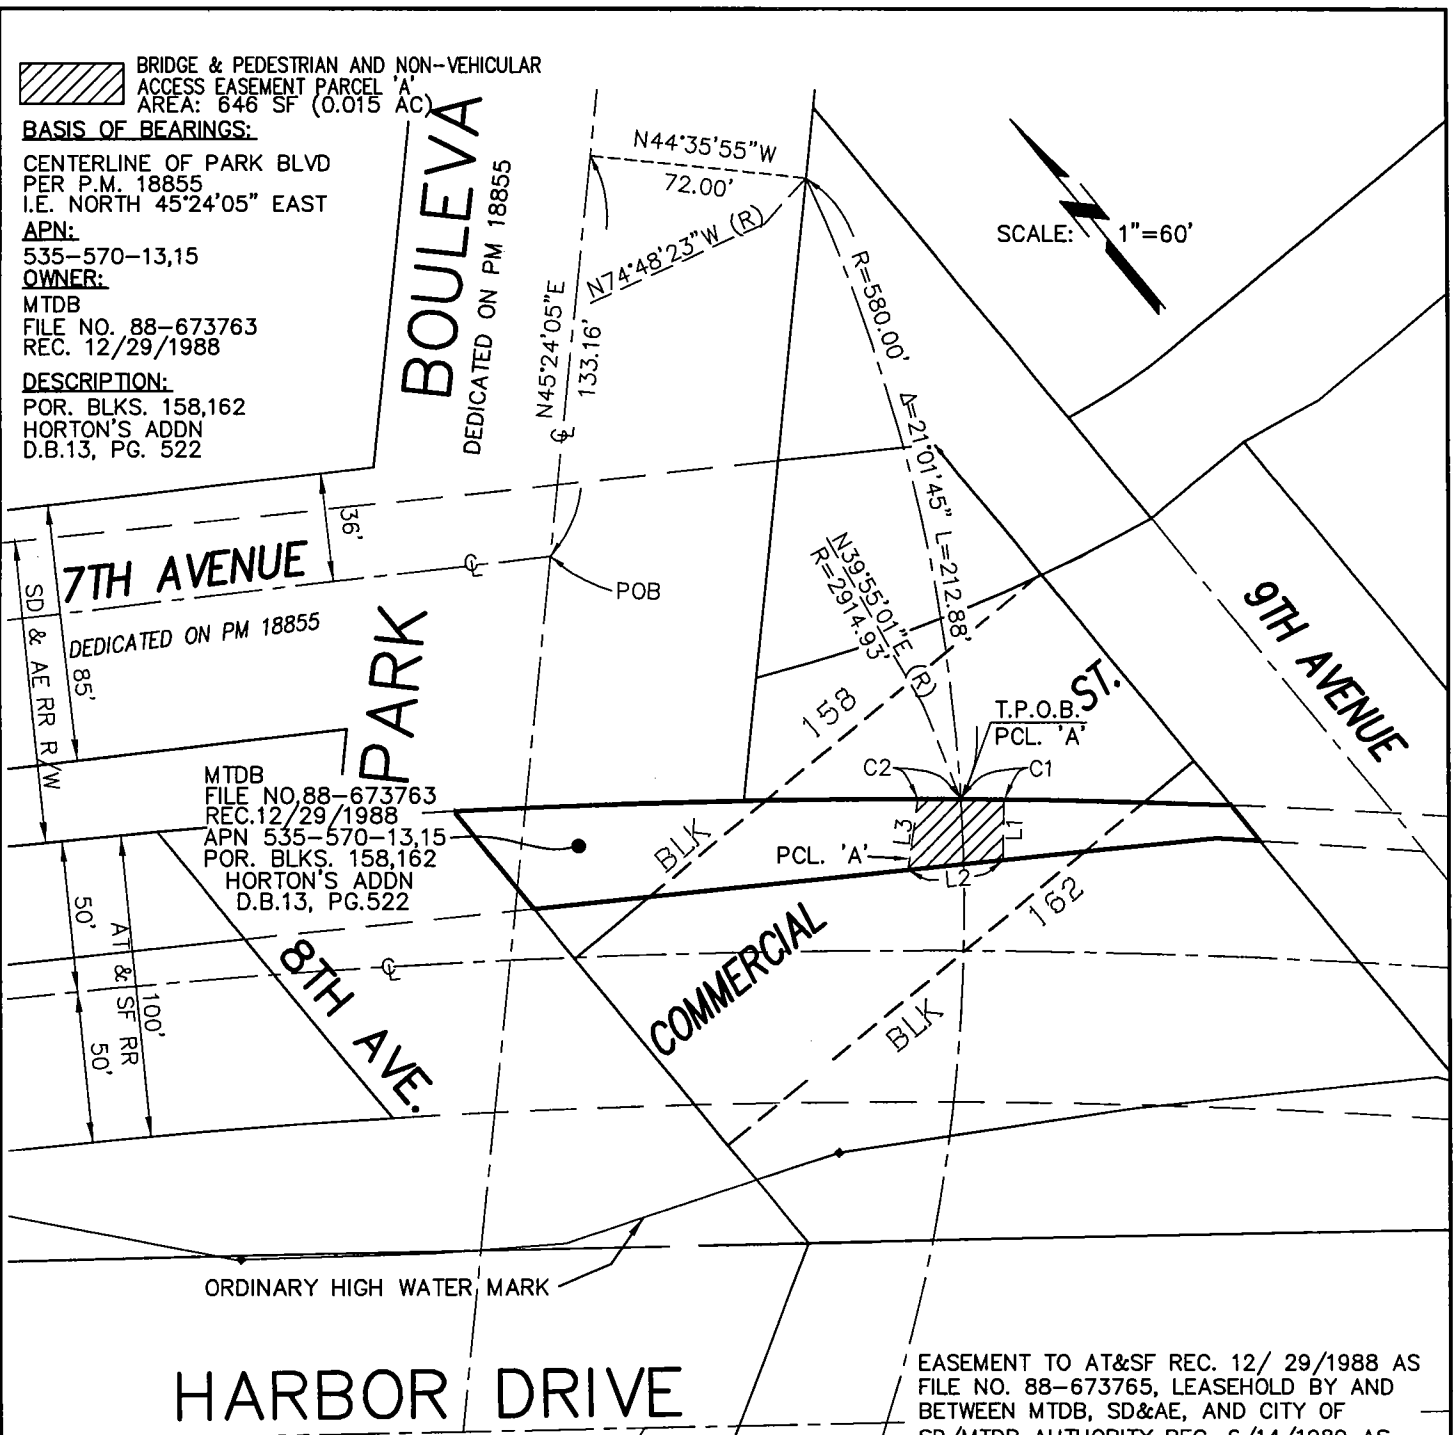 BRIDGE & PEDESTRIAN AND NON-VEHICULAR
ACCESS EASEMENT PARCEL 'A'
AREA: 646 SF (0.015 AC)
BASIS OF BEARINGS:
CENTERLINE OF PARK BLVD
PER P.M. 18855
I.E. NORTH 45°24'05" EAST
APN:
535-570-13,15
OWNER:
MTDB
FILE NO. 88-673763
REC. 12/29/1988
DESCRIPTION:
POR. BLKS. 158,162
HORTON'S ADDN
D.B.13, PG. 522
BOULEVA
DEDICATED ON PM 18855
N44°35'55"W
72.00'
N74°48'23"W (R)
N45°24'05"E
133.16'
℄
SCALE: 1"=60'
R=580.00' Δ=21°01'45" L=212.88'
N39°55'01"E (R)
R=2914.93'
36'
7TH AVENUE
℄
DEDICATED ON PM 18855
POB
SD & AE RR R/W
85'
PARK
9TH AVENUE
158
BLK
ST.
T.P.O.B.
PCL. 'A'
C2
C1
L3
L1
PCL. 'A'
L2
MTDB
FILE NO,88-673763
REC.12/29/1988
APN 535-570-13,15
POR. BLKS. 158,162
HORTON'S ADDN
D.B.13, PG.522
162
BLK
COMMERCIAL
50'
AT & SF RR
100'
50'
℄
8TH AVE.
ORDINARY HIGH WATER MARK
HARBOR DRIVE
EASEMENT TO AT&SF REC. 12/ 29/1988 AS
FILE NO. 88-673765, LEASEHOLD BY AND
BETWEEN MTDB, SD&AE, AND CITY OF
SD/MTDB AUTHORITY REC. 6/14/1989 AS